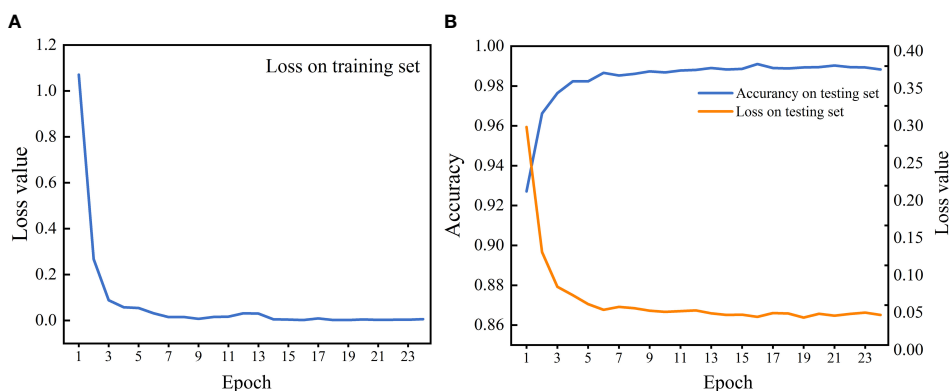 A
Loss value
1.2
1.0
0.8
0.6
0.4
0.2
0.0
Loss on training set
1 3 5 7 9 11 13 15 17 19 21 23
Epoch
B
Accuracy
1.00
0.98
0.96
0.94
0.92
0.90
0.88
0.86
Accurancy on testing set
Loss on testing set
0.40
0.35
0.30
0.25
0.20
0.15
0.10
0.05
0.00
Loss value
1 3 5 7 9 11 13 15 17 19 21 23
Epoch